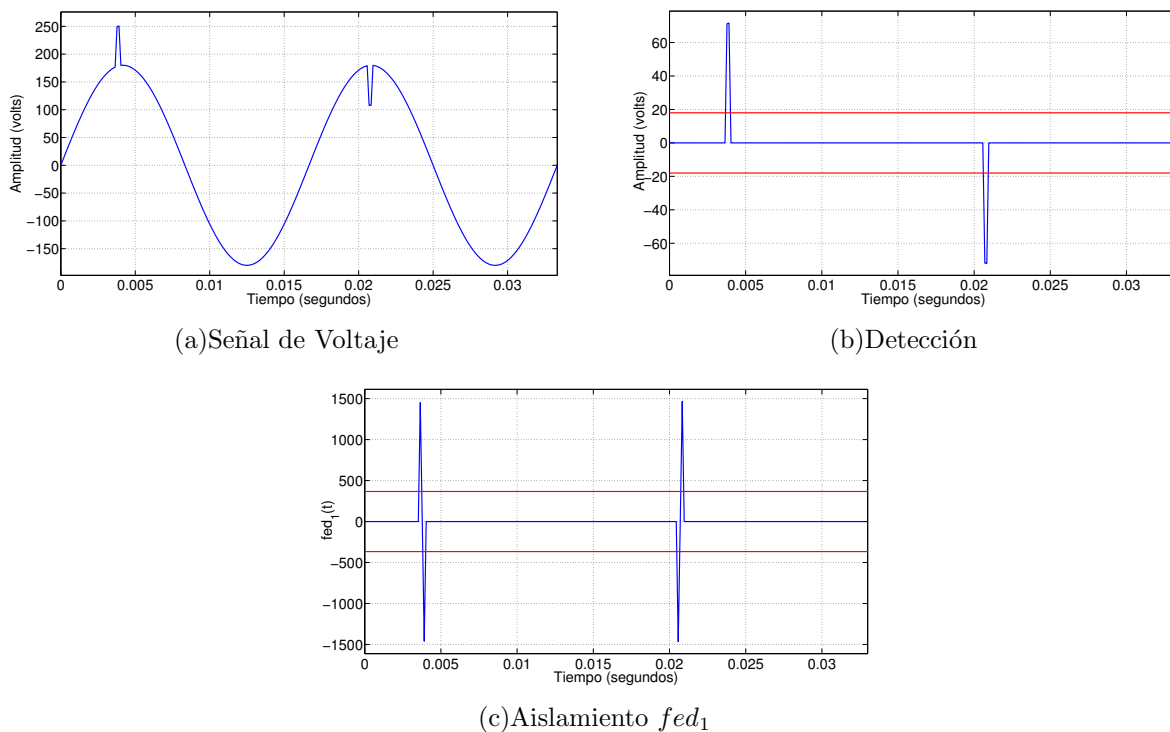 250
200
150
100
50
0
−50
−100
−150
Amplitud (volts)
0 0.005 0.01 0.015 0.02 0.025 0.03
Tiempo (segundos)
(a)Señal de Voltaje
60
40
20
0
−20
−40
−60
Amplitud (volts)
0 0.005 0.01 0.015 0.02 0.025 0.03
Tiempo (segundos)
(b)Detección
1500
1000
500
0
−500
−1000
−1500
fed₁(t)
0 0.005 0.01 0.015 0.02 0.025 0.03
Tiempo (segundos)
(c)Aislamiento fed₁